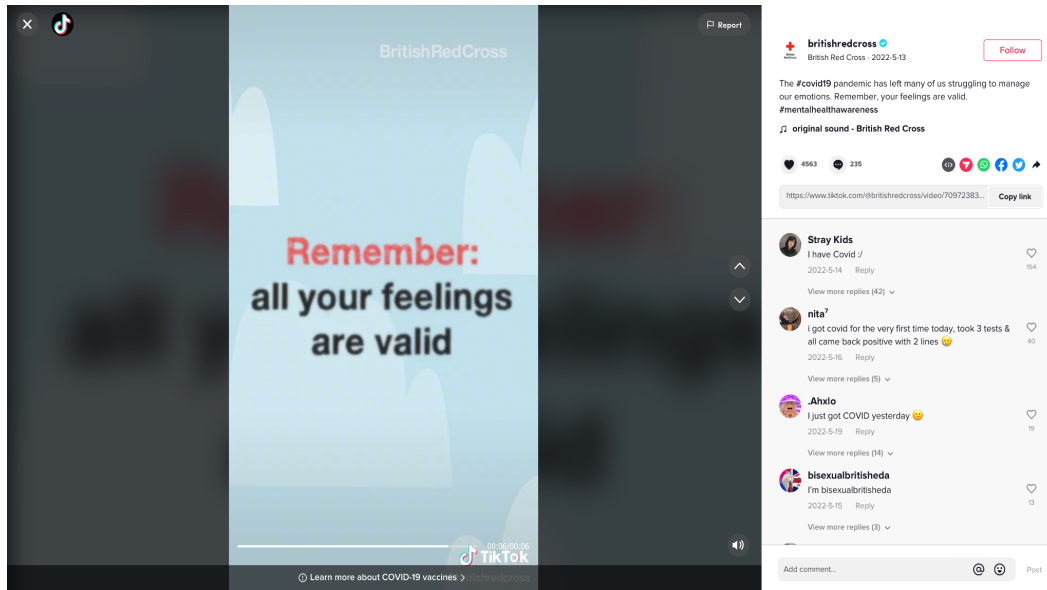 Report
BritishRedCross
Remember:
all your feelings
are valid
00:06/00:06
TikTok
Learn more about COVID-19 vaccines >
britishredcross
British Red Cross · 2022-5-13
Follow
The #covid19 pandemic has left many of us struggling to manage
our emotions. Remember, your feelings are valid.
#mentalhealthawareness
original sound - British Red Cross
4563
235
https://www.tiktok.com/@britishredcross/video/70972383...
Copy link
Stray Kids
I have Covid :/
2022-5-14 Reply
154
View more replies (42)
nita⁷
i got covid for the very first time today, took 3 tests &
all came back positive with 2 lines 🥲
40
2022-5-16 Reply
View more replies (5)
.Ahxlo
I just got COVID yesterday 😕
2022-5-19 Reply
19
View more replies (14)
bisexualbritisheda
I'm bisexualbritisheda
2022-5-15 Reply
13
View more replies (3)
Add comment...
Post